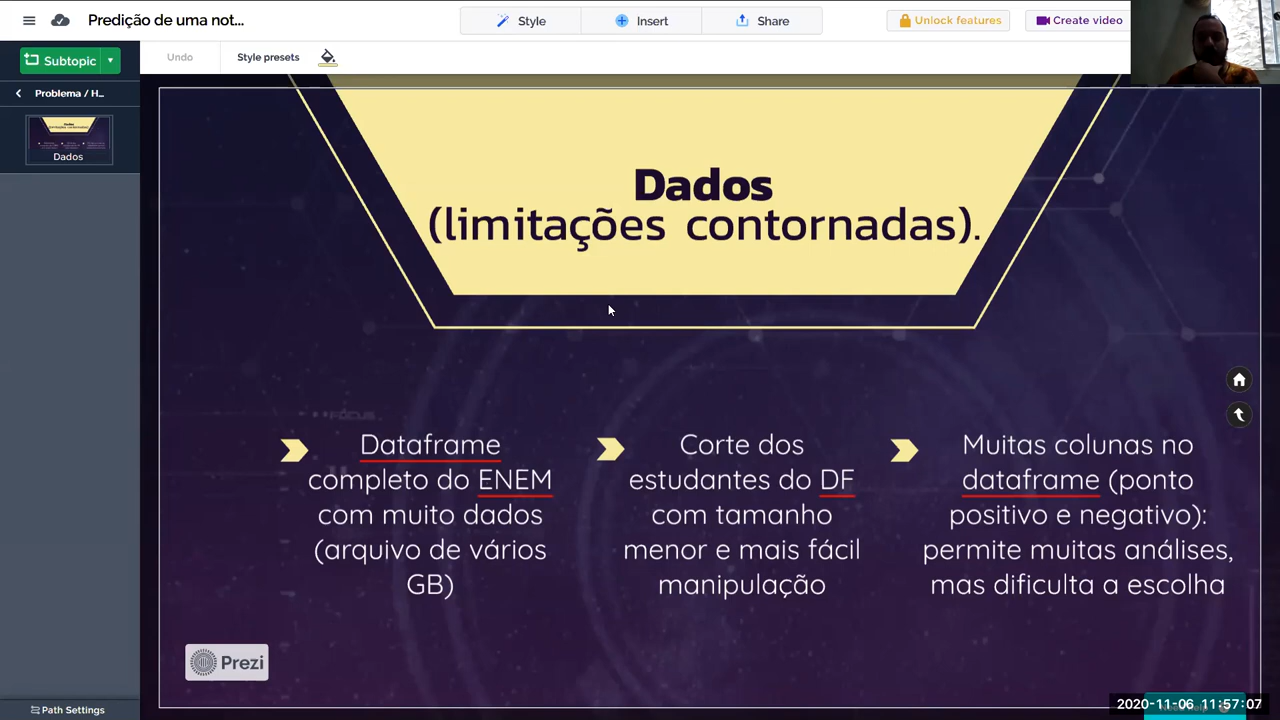 Predição de uma not...
Style
Insert
Share
Unlock features
Create video
Subtopic
Undo
Style presets
Problema / H...
Dados
Dados
(limitações contornadas).
Dataframe
completo do ENEM
com muito dados
(arquivo de vários
GB)
Corte dos
estudantes do DF
com tamanho
menor e mais fácil
manipulação
Muitas colunas no
dataframe (ponto
positivo e negativo):
permite muitas análises,
mas dificulta a escolha
Prezi
Path Settings
2020-11-06 11:57:07